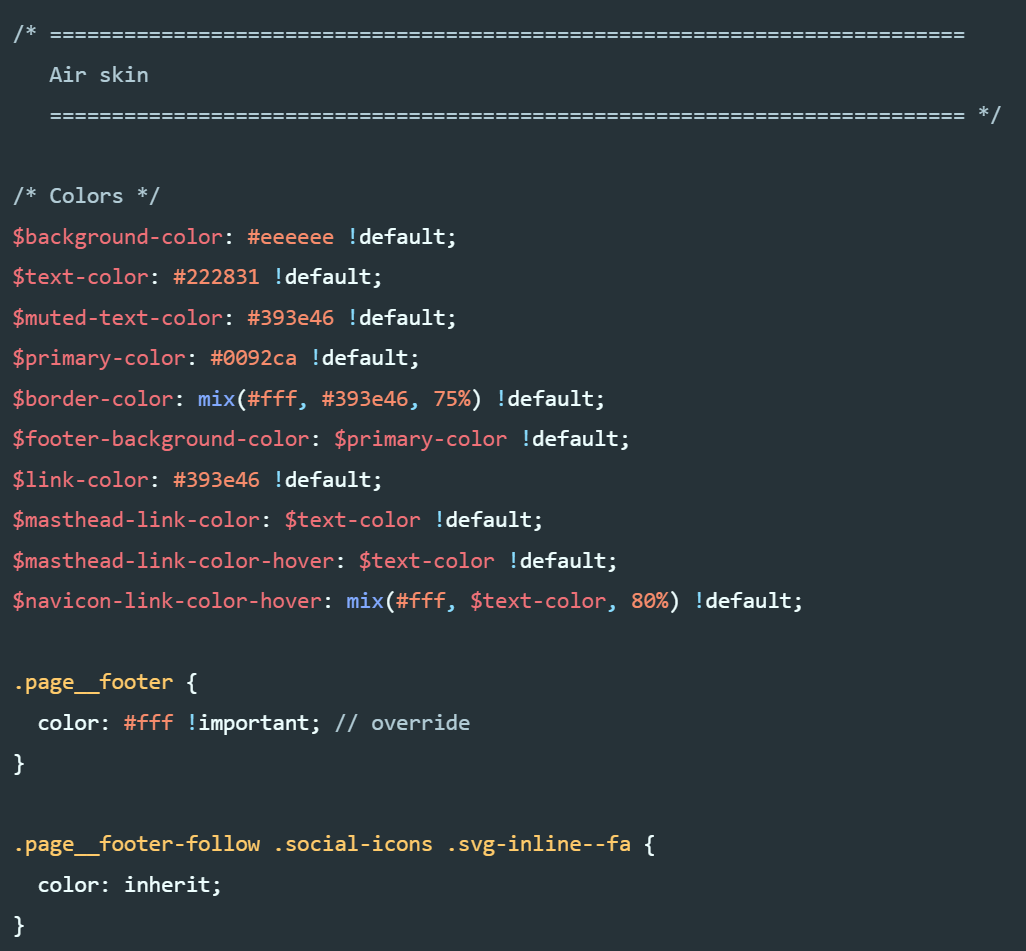 /* ==========================================================================
   Air skin
   ========================================================================== */

/* Colors */
$background-color: #eeeeee !default;
$text-color: #222831 !default;
$muted-text-color: #393e46 !default;
$primary-color: #0092ca !default;
$border-color: mix(#fff, #393e46, 75%) !default;
$footer-background-color: $primary-color !default;
$link-color: #393e46 !default;
$masthead-link-color: $text-color !default;
$masthead-link-color-hover: $text-color !default;
$navicon-link-color-hover: mix(#fff, $text-color, 80%) !default;

.page__footer {
  color: #fff !important; // override
}

.page__footer-follow .social-icons .svg-inline--fa {
  color: inherit;
}